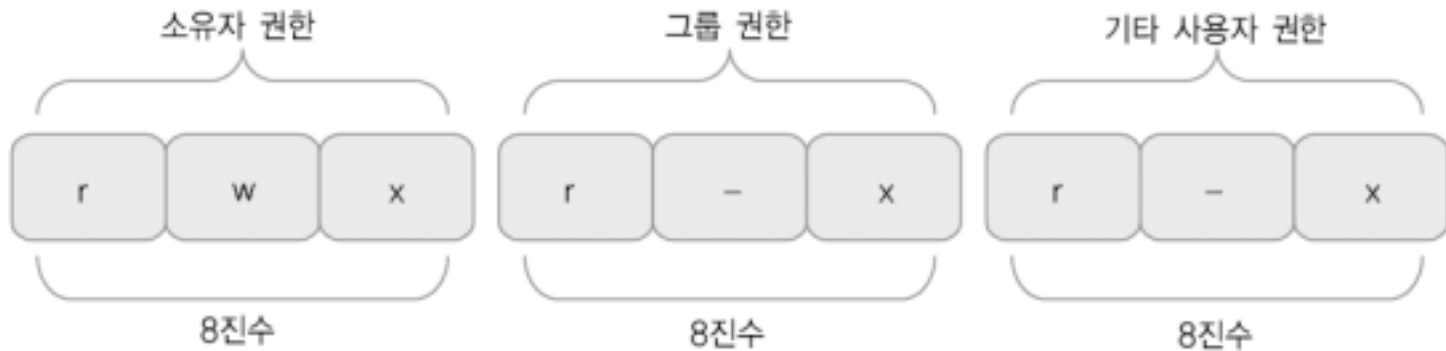 소유자 권한 그룹 권한 기타 사용자 권한
r w x r – x r – x
8진수 8진수 8진수